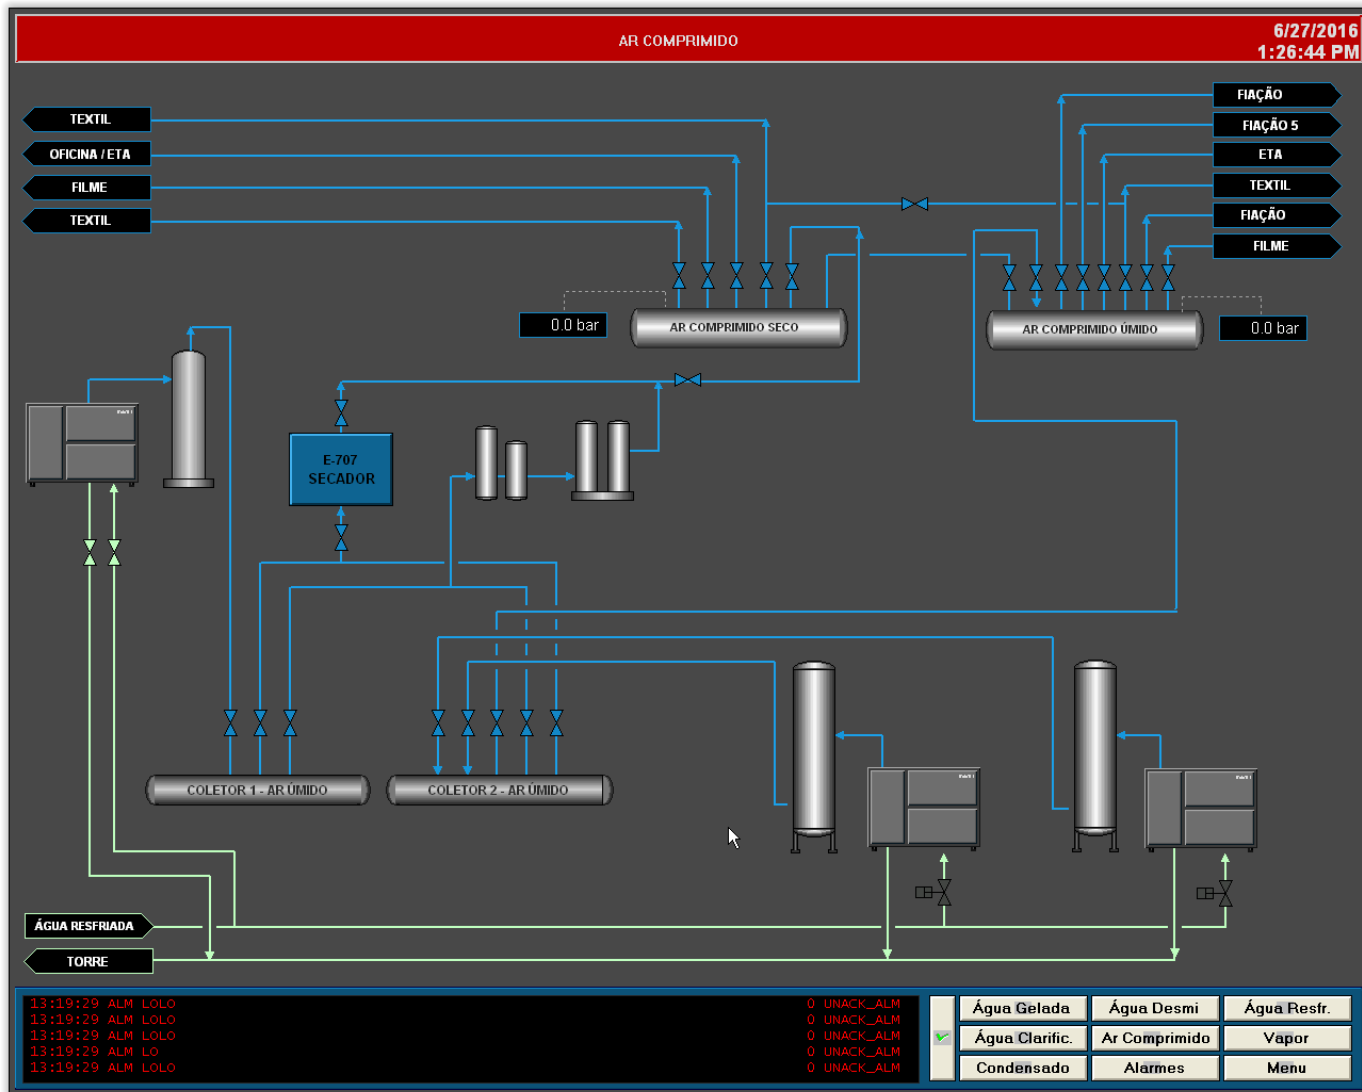 AR COMPRIMIDO
6/27/2016
1:26:44 PM
TEXTIL
OFICINA / ETA
FILME
TEXTIL
FIAÇÃO
FIAÇÃO 5
ETA
TEXTIL
FIAÇÃO
FILME
0.0 bar
AR COMPRIMIDO SECO
AR COMPRIMIDO ÚMIDO
0.0 bar
E-707
SECADOR
COLETOR 1 - AR ÚMIDO
COLETOR 2 - AR ÚMIDO
ÁGUA RESFRIADA
TORRE
13:19:29 ALM LOLO 0 UNACK_ALM
13:19:29 ALM LOLO 0 UNACK_ALM
13:19:29 ALM LOLO 0 UNACK_ALM
13:19:29 ALM LO 0 UNACK_ALM
13:19:29 ALM LOLO 0 UNACK_ALM
Água Gelada
Água Desmi
Água Resfr.
Água Clarific.
Ar Comprimido
Vapor
Condensado
Alarmes
Menu